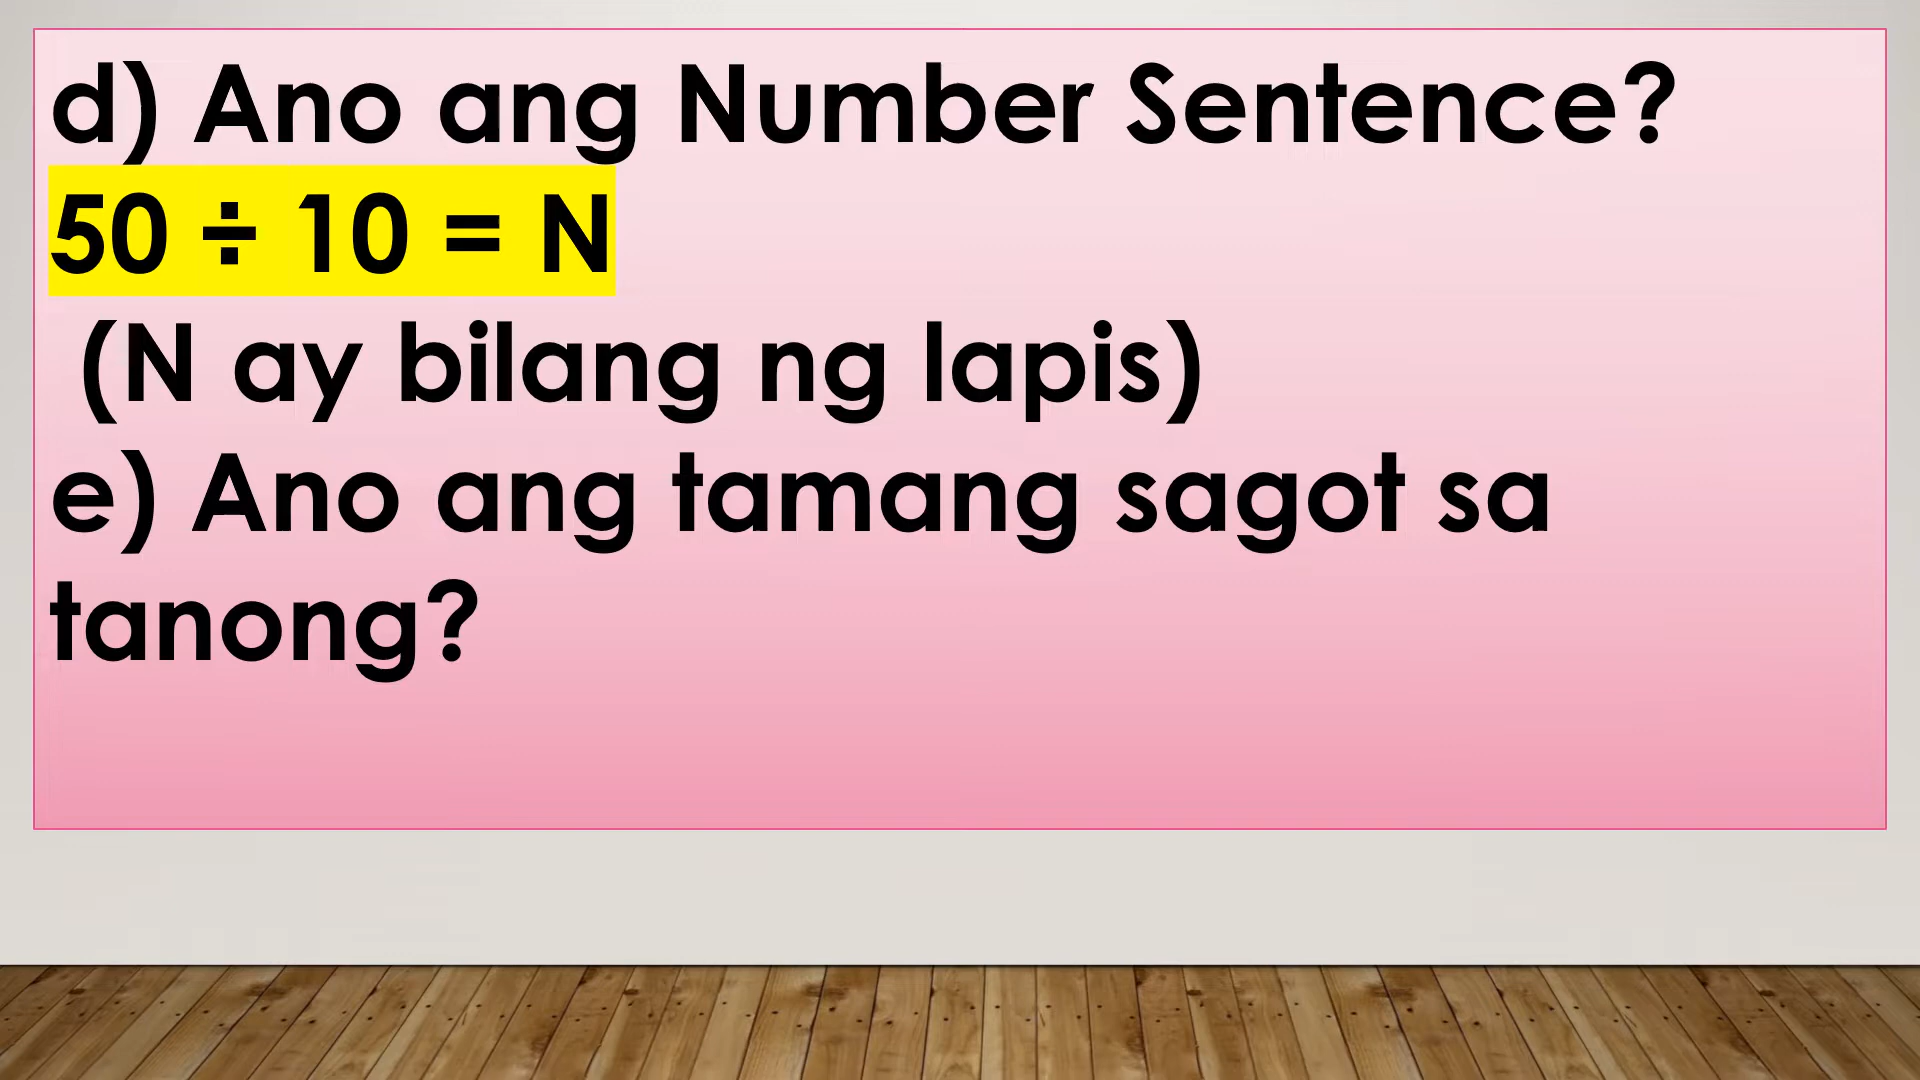 d) Ano ang Number Sentence?
50 ÷ 10 = N
(N ay bilang ng lapis)
e) Ano ang tamang sagot sa
tanong?